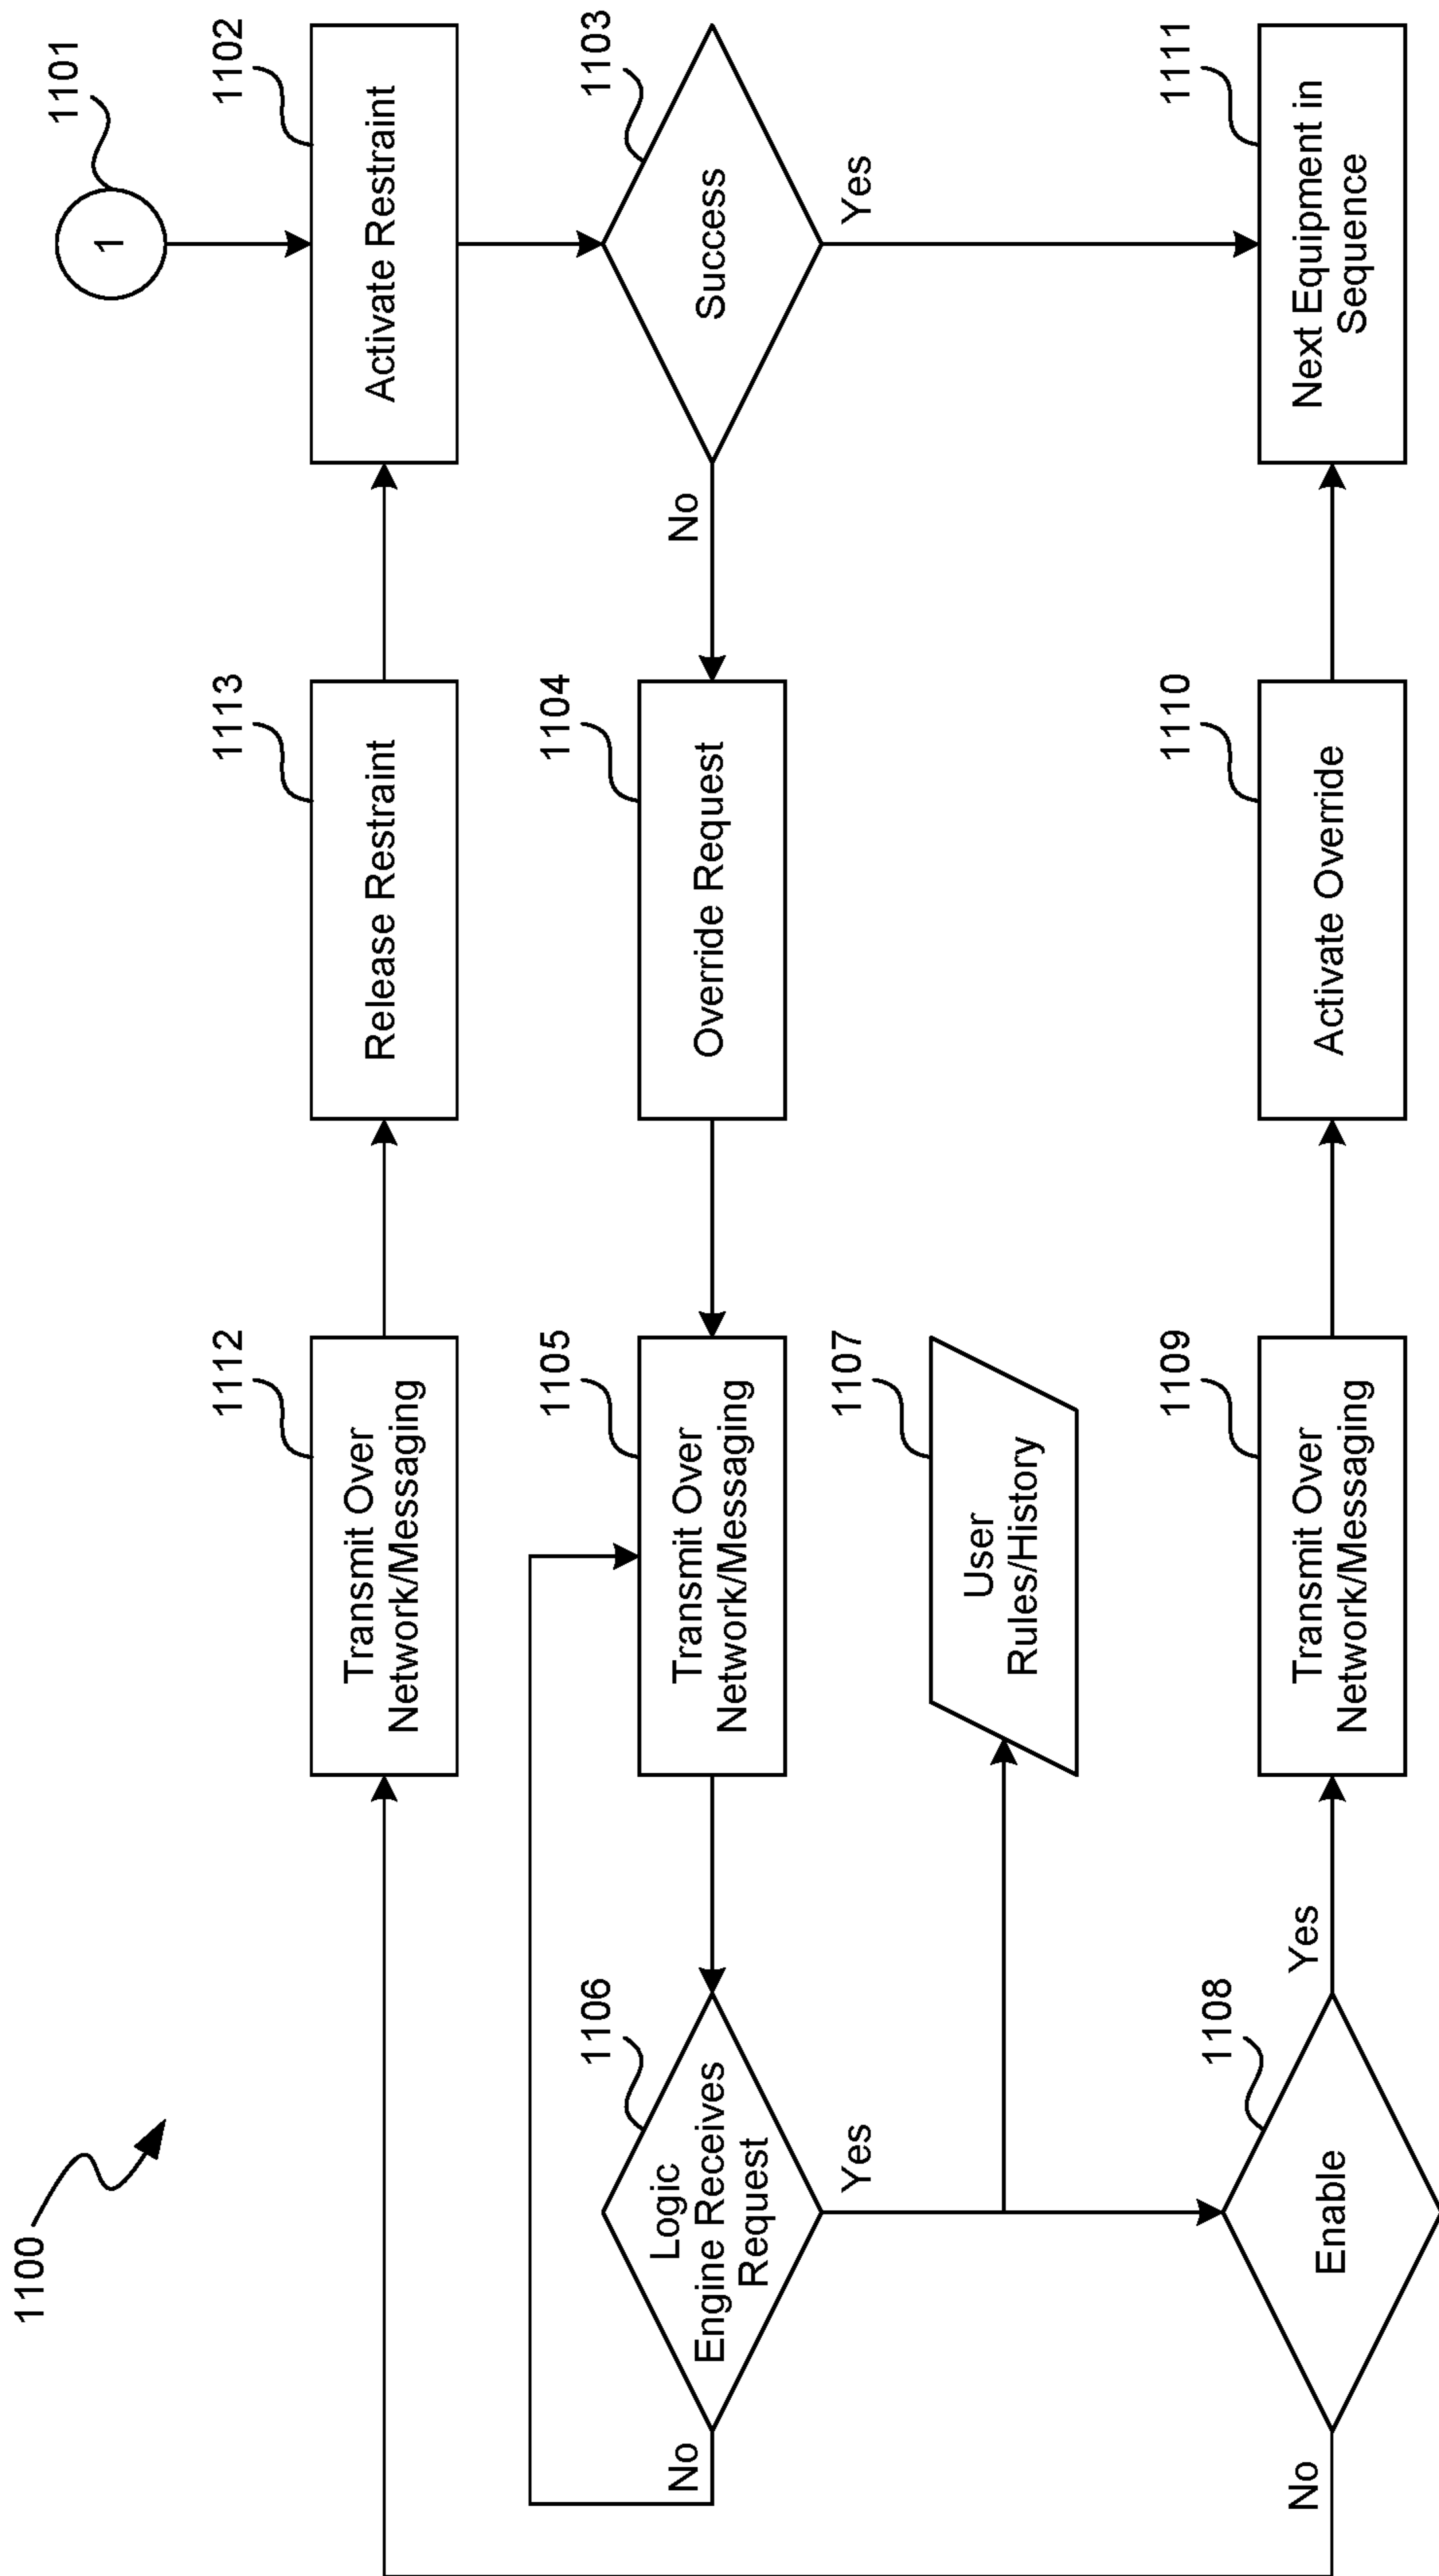 1100
1101
1
1112
Transmit Over
Network/Messaging
1113
Release Restraint
1102
Activate Restraint
1106
Logic
Engine Receives
Request
No
Yes
1105
Transmit Over
Network/Messaging
1104
Override Request
No
1103
Success
Yes
1107
User
Rules/History
1108
Enable
No
Yes
1109
Transmit Over
Network/Messaging
1110
Activate Override
1111
Next Equipment in
Sequence